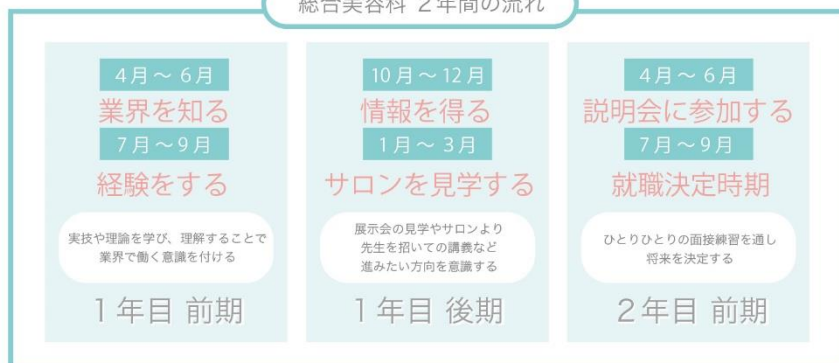 総合美容科 2年間の流れ
4月〜6月
業界を知る
7月〜9月
経験をする
実技や理論を学び、理解することで
業界で働く意識を付ける
1年目 前期
10月〜12月
情報を得る
1月〜3月
サロンを見学する
展示会の見学やサロンより
先生を招いての講義など
進みたい方向を意識する
1年目 後期
4月〜6月
説明会に参加する
7月〜9月
就職決定時期
ひとりひとりの面接練習を通し
将来を決定する
2年目 前期